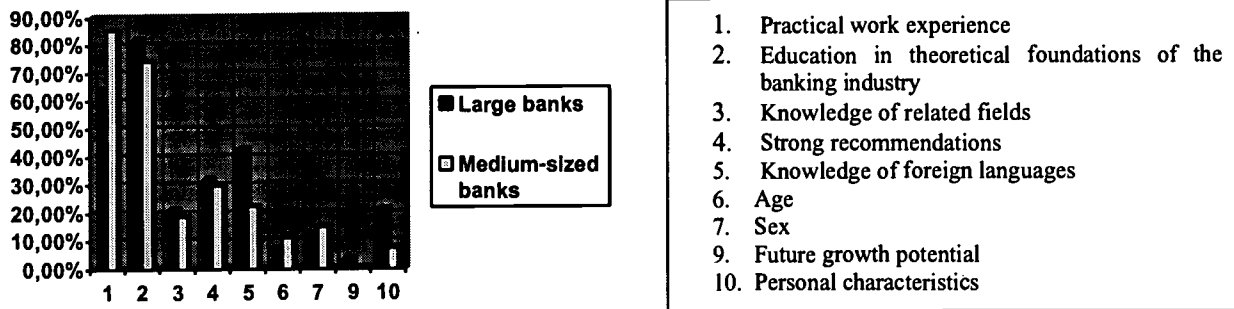 90,00%
80,00%
70,00%
60,00%
50,00%
40,00%
30,00%
20,00%
10,00%
0,00%
1 2 3 4 5 6 7 9 10
Large banks
Medium-sized
banks
1. Practical work experience
2. Education in theoretical foundations of the
banking industry
3. Knowledge of related fields
4. Strong recommendations
5. Knowledge of foreign languages
6. Age
7. Sex
9. Future growth potential
10. Personal characteristics